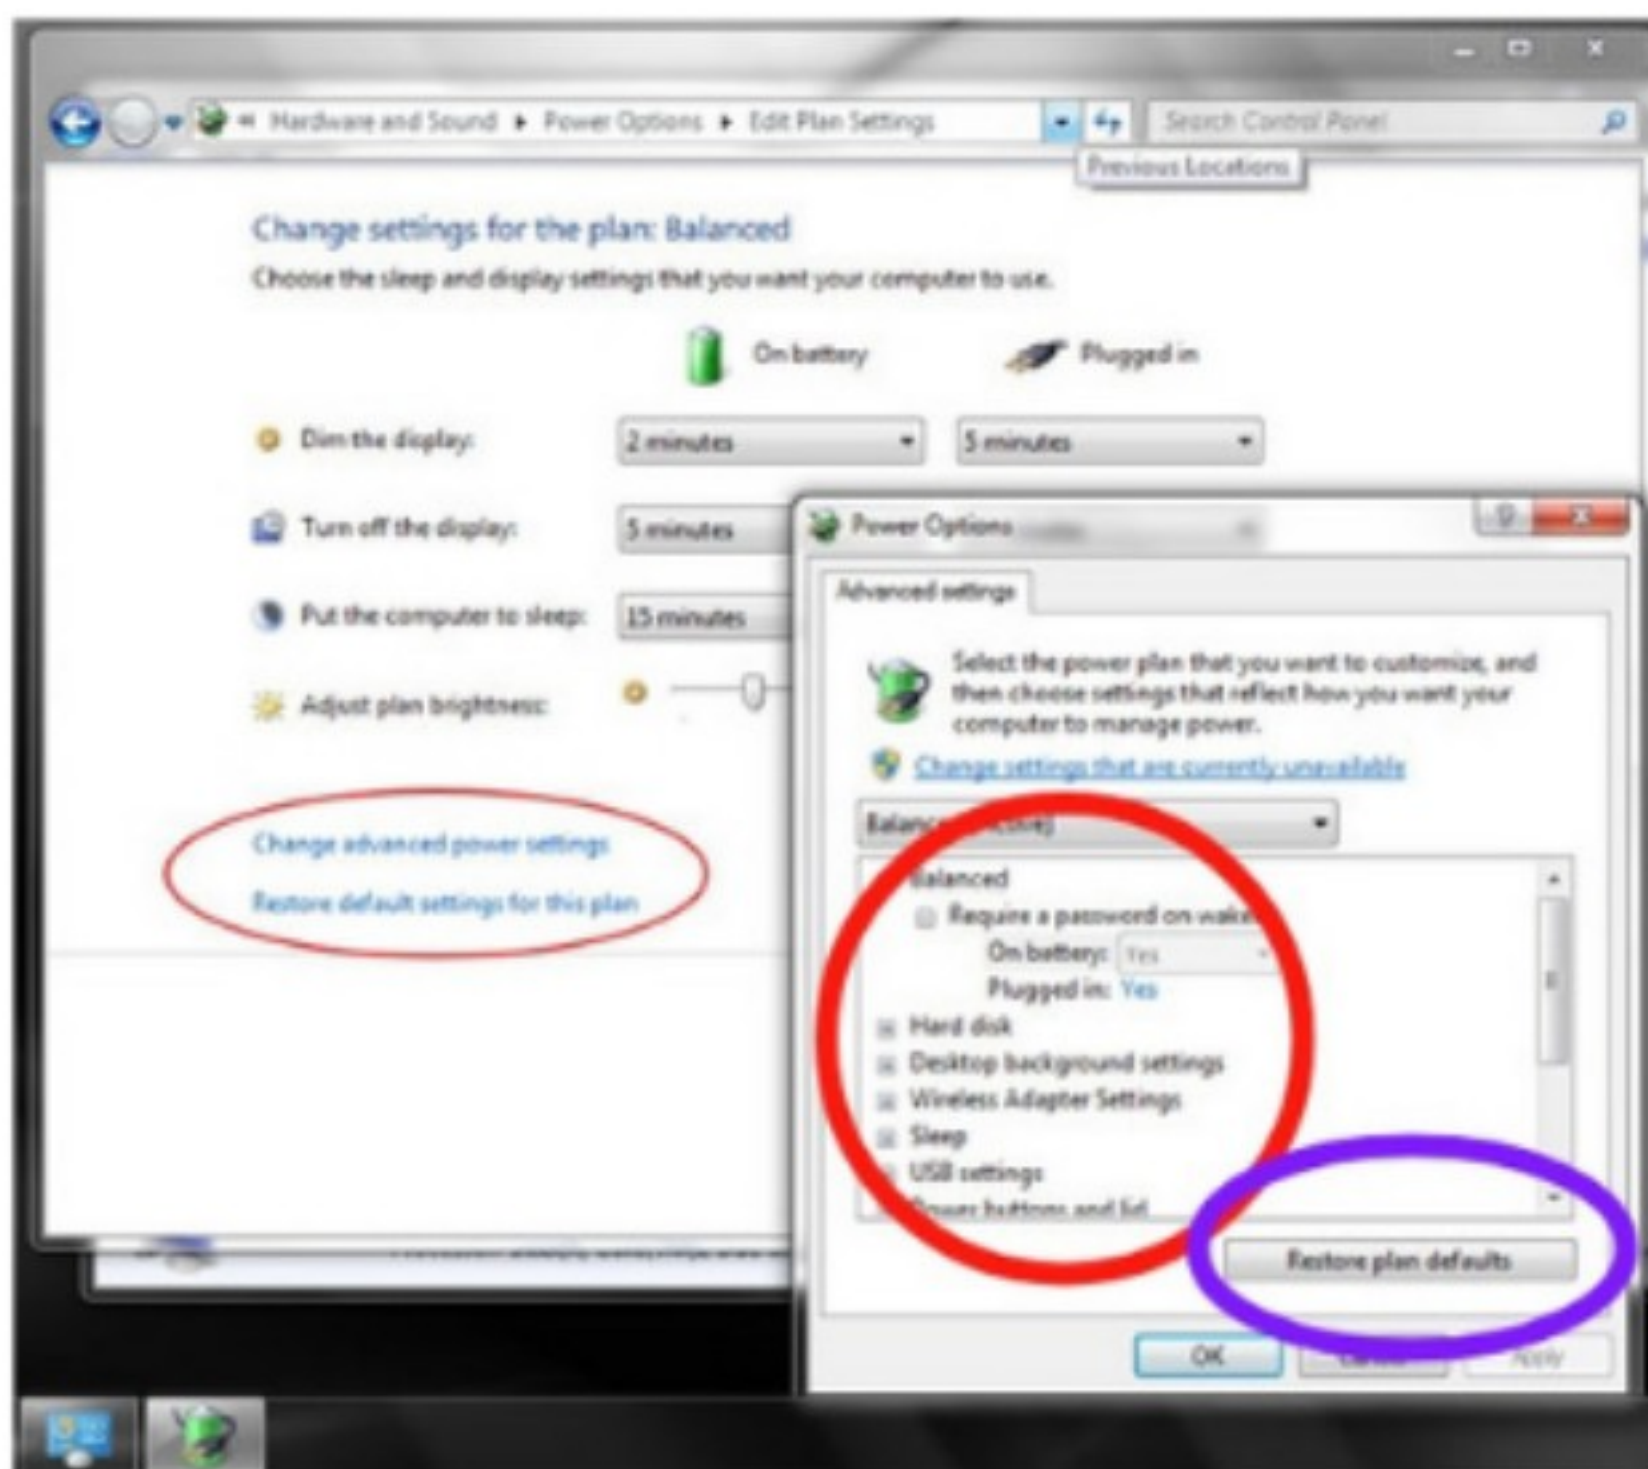 Hardware and Sound
Power Options
Edit Plan Settings
Search Control Panel
Previous Locations
Change settings for the plan: Balanced
Choose the sleep and display settings that you want your computer to use.
On battery
Plugged in
Dim the display:
2 minutes
5 minutes
Turn off the display:
5 minutes
Put the computer to sleep:
15 minutes
Adjust plan brightness:
Change advanced power settings
Restore default settings for this plan
Power Options
Advanced settings
Select the power plan that you want to customize, and
then choose settings that reflect how you want your
computer to manage power.
Change settings that are currently unavailable
Balanced
Require a password on wake
On battery: Yes
Plugged in: Yes
Hard disk
Desktop background settings
Wireless Adapter Settings
Sleep
USB settings
Power buttons and lid
Restore plan defaults
OK
Apply